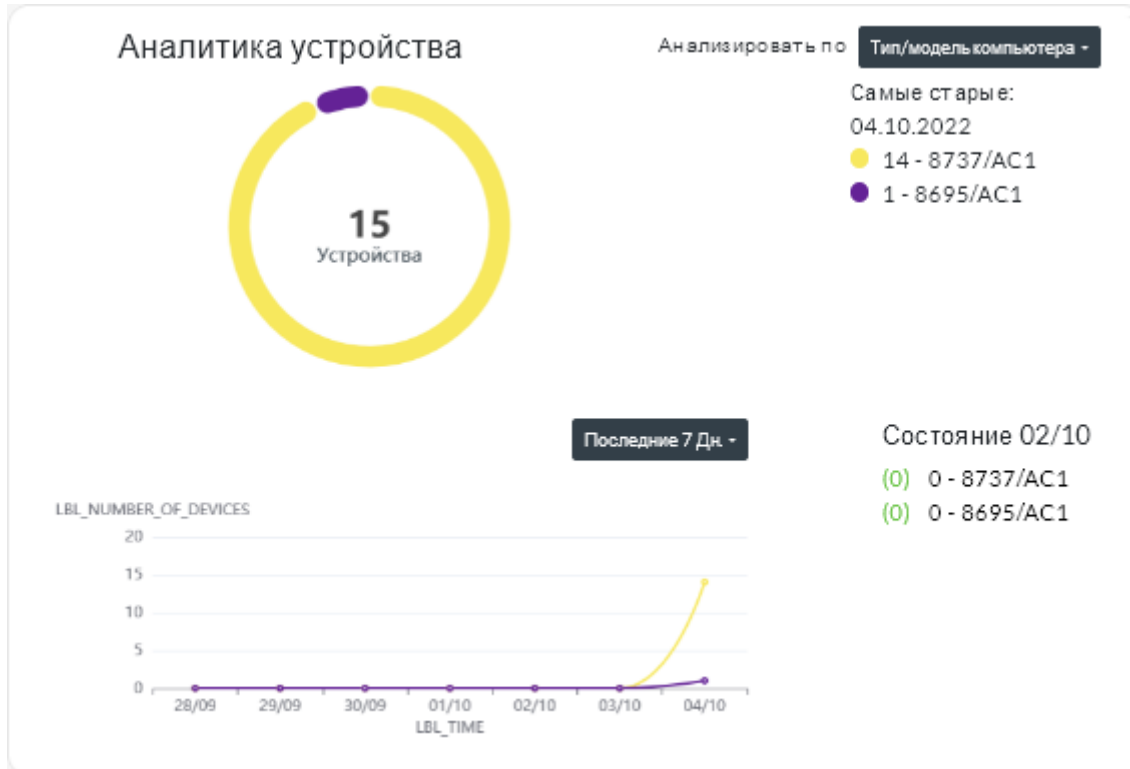 Аналитика устройства
Анализировать по Тип/модель компьютера
Самые старые:
04.10.2022
14 - 8737/AC1
1 - 8695/AC1
15
Устройства
Последние 7 Дн.
Состояние 02/10
(0) 0 - 8737/AC1
(0) 0 - 8695/AC1
LBL_NUMBER_OF_DEVICES
20
15
10
5
0
28/09 29/09 30/09 01/10 02/10 03/10 04/10
LBL_TIME